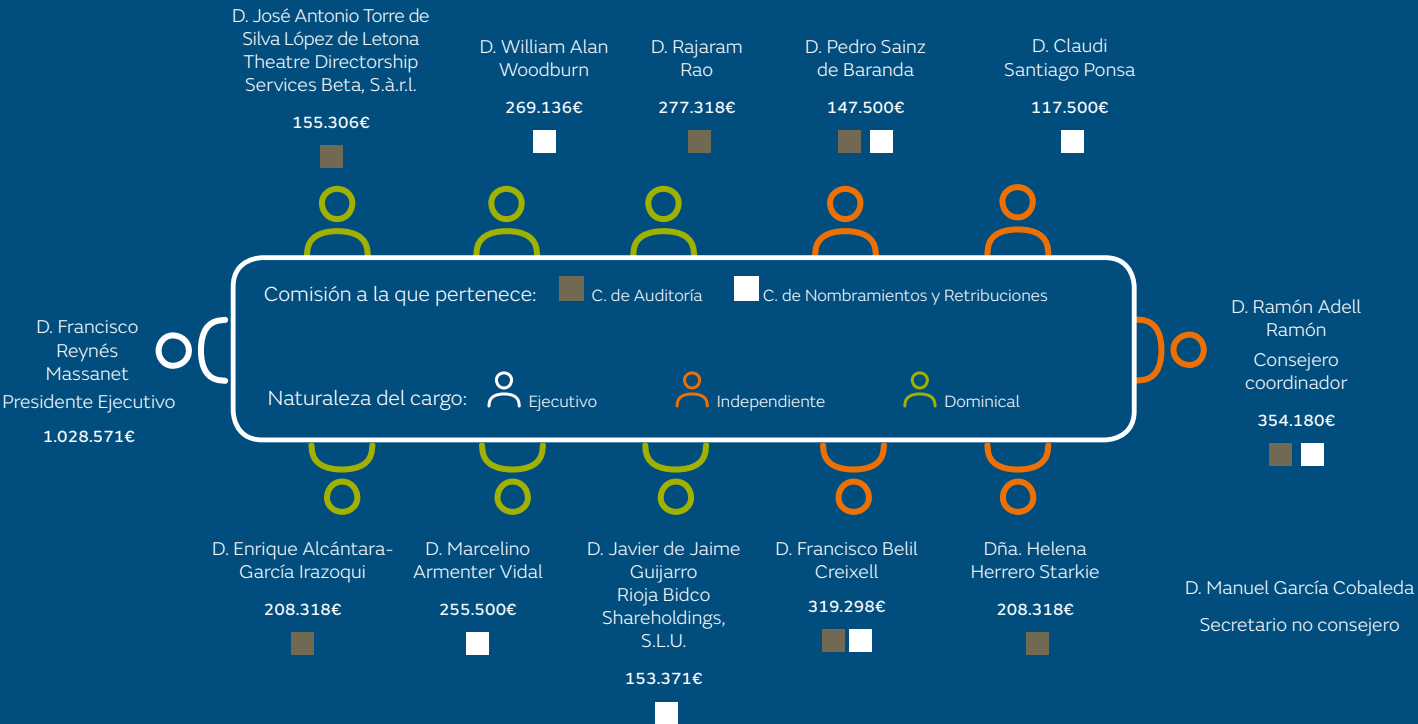 D. José Antonio Torre de
Silva López de Letona
Theatre Directorship
Services Beta, S.à.r.l.
155.306€
D. William Alan
Woodburn
269.136€
D. Rajaram
Rao
277.318€
D. Pedro Sainz
de Baranda
147.500€
D. Claudi
Santiago Ponsa
117.500€
Comisión a la que pertenece:
C. de Auditoría
C. de Nombramientos y Retribuciones
D. Francisco
Reynés
Massanet
Presidente Ejecutivo
1.028.571€
Naturaleza del cargo:
Ejecutivo
Independiente
Dominical
D. Ramón Adell
Ramón
Consejero
coordinador
354.180€
D. Enrique Alcántara-
García Irazoqui
208.318€
D. Marcelino
Armenter Vidal
255.500€
D. Javier de Jaime
Guijarro
Rioja Bidco
Shareholdings,
S.L.U.
153.371€
D. Francisco Belil
Creixell
319.298€
Dña. Helena
Herrero Starkie
208.318€
D. Manuel García Cobaleda
Secretario no consejero